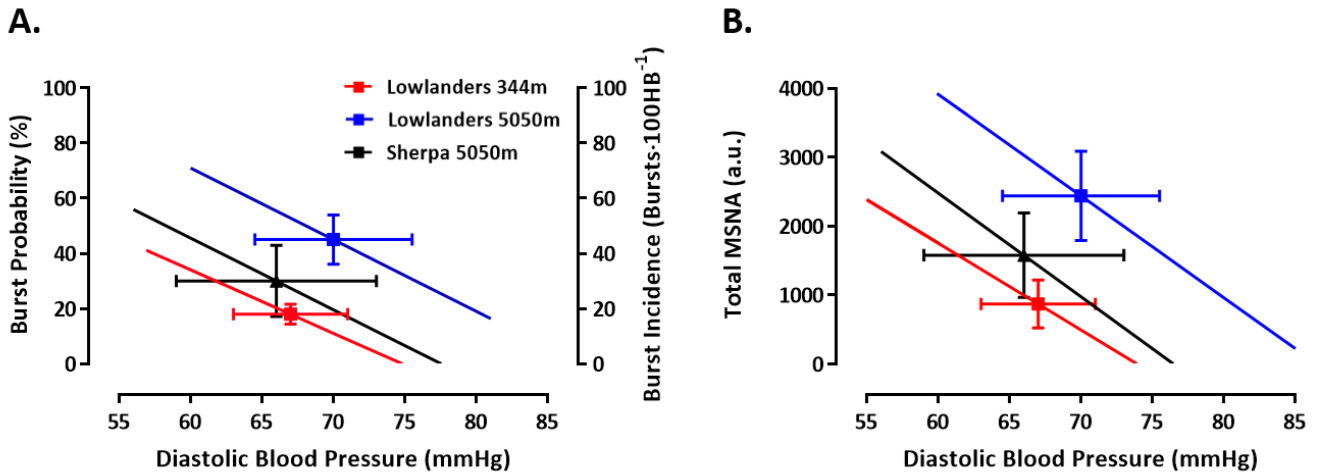 A.
Burst Probability (%)
100
80
60
40
20
0
Lowlanders 344m
Lowlanders 5050m
Sherpa 5050m
100
80
60
40
20
0
Burst Incidence (Bursts·100HB⁻¹)
55 60 65 70 75 80 85
Diastolic Blood Pressure (mmHg)
B.
Total MSNA (a.u.)
4000
3000
2000
1000
0
55 60 65 70 75 80 85
Diastolic Blood Pressure (mmHg)